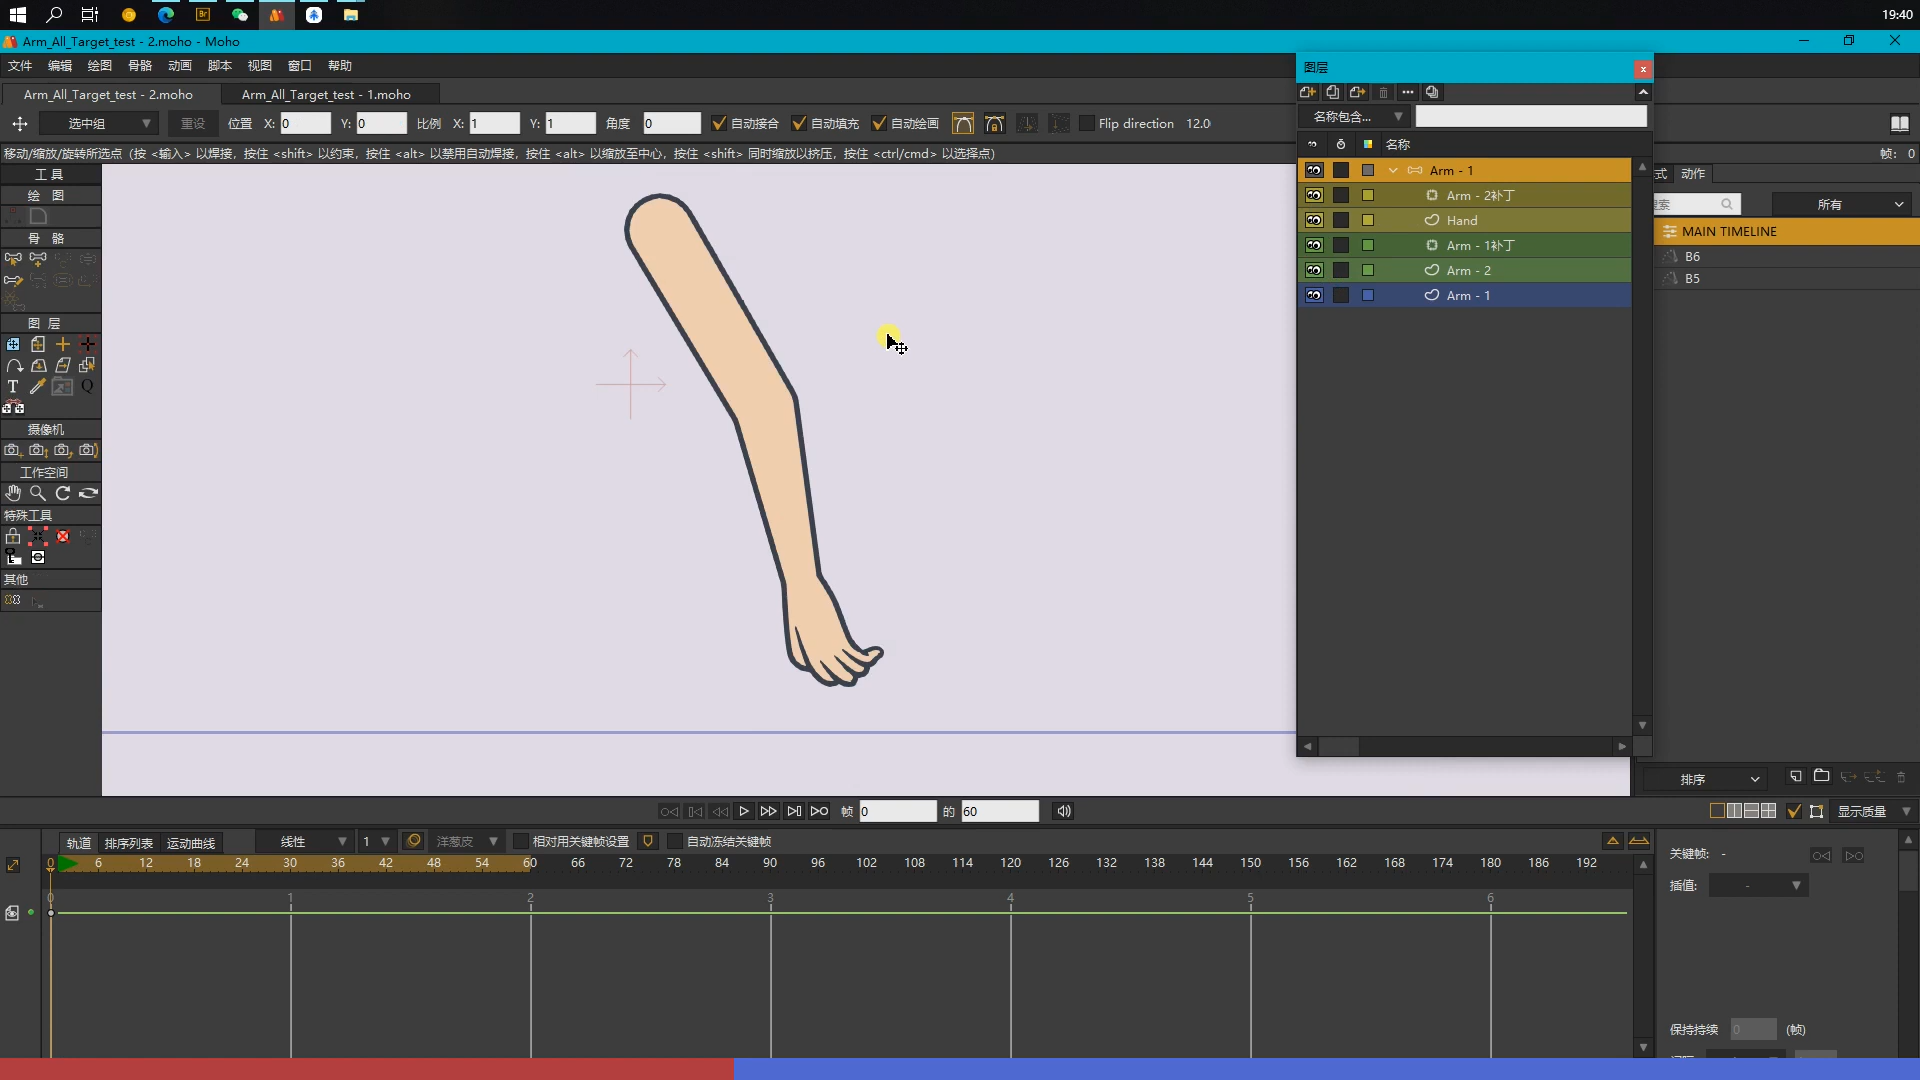 19:40
Arm_All_Target_test - 2.moho - Moho
文件 编辑 绘图 骨骼 动画 脚本 视图 窗口 帮助
Arm_All_Target_test - 2.moho
Arm_All_Target_test - 1.moho
选中组 重设 位置 X: 0 Y: 0 比例 X: 1 Y: 1 角度 0 自动接合 自动填充 自动绘画 Flip direction 12.0
移动/缩放/旋转所选点 (按 <输入> 以焊接，按住 <shift> 以约束，按住 <alt> 以禁用自动焊接，按住 <alt> 以缩放至中心，按住 <shift> 同时缩放以挤压，按住 <ctrl/cmd> 以选择点)
帧: 0
工具
绘 图
骨 骼
图 层
T Q
摄像机
工作空间
特殊工具
其他
图层
名称包含...
名称
Arm - 1
Arm - 2补丁
Hand
Arm - 1补丁
Arm - 2
Arm - 1
式 动作
索 所有
MAIN TIMELINE
B6
B5
排序
帧 0 的 60
显示质量
轨道 排序列表 运动曲线 线性 1 洋葱皮 相对用关键帧设置 自动冻结关键帧
0 6 12 18 24 30 36 42 48 54 60 66 72 78 84 90 96 102 108 114 120 126 132 138 144 150 156 162 168 174 180 186 192
0 1 2 3 4 5 6
关键帧: -
插值: -
保持持续 0 (帧)